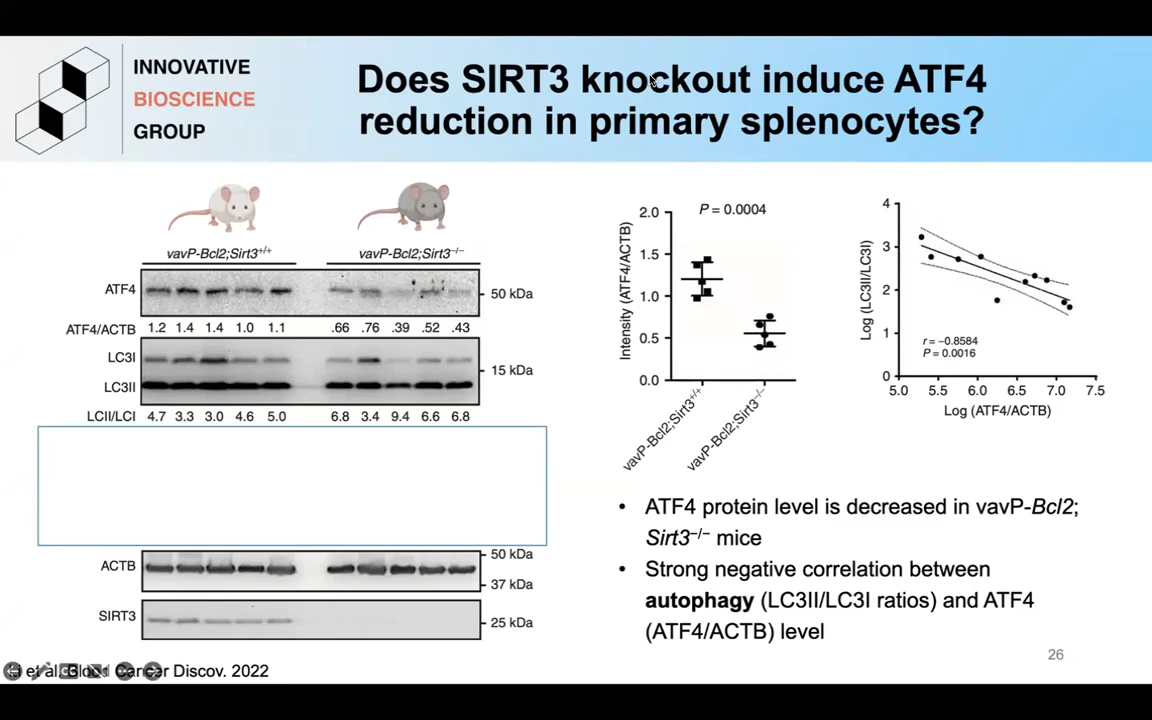 INNOVATIVE
BIOSCIENCE
GROUP
Does SIRT3 knockout induce ATF4
reduction in primary splenocytes?
vavP-Bcl2;Sirt3+/+
vavP-Bcl2;Sirt3–/–
ATF4
50 kDa
ATF4/ACTB 1.2 1.4 1.4 1.0 1.1 .66 .76 .39 .52 .43
LC3I
15 kDa
LC3II
LCII/LCI 4.7 3.3 3.0 4.6 5.0 6.8 3.4 9.4 6.6 6.8
50 kDa
ACTB
37 kDa
SIRT3
25 kDa
P = 0.0004
Intensity (ATF4/ACTB)
2.0
1.5
1.0
0.5
0.0
vavP-Bcl2;Sirt3+/+
vavP-Bcl2;Sirt3–/–
Log (LC3II/LC3I)
4
3
2
1
0
r = –0.8584
P = 0.0016
5.0 5.5 6.0 6.5 7.0 7.5
Log (ATF4/ACTB)
• ATF4 protein level is decreased in vavP-Bcl2;
Sirt3–/– mice
• Strong negative correlation between
autophagy (LC3II/LC3I ratios) and ATF4
(ATF4/ACTB) level
26
et al. Blood Cancer Discov. 2022